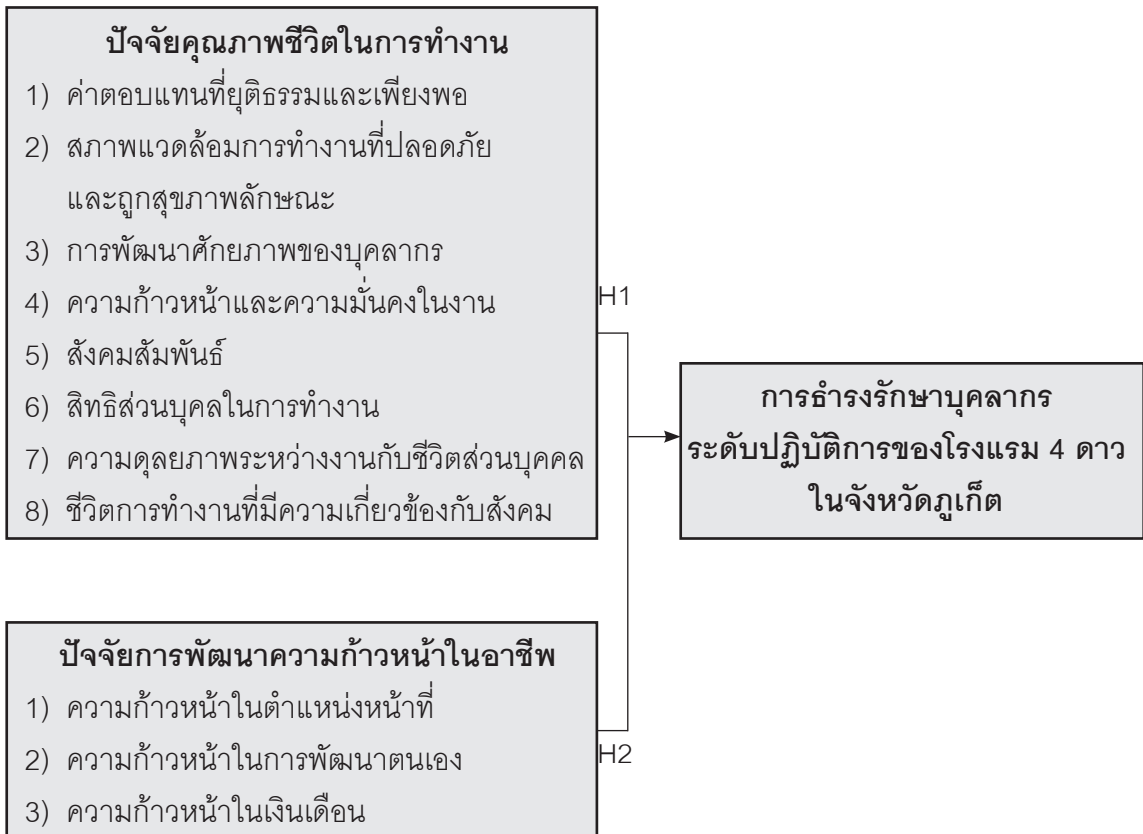 ปัจจัยคุณภาพชีวิตในการทำงาน
1) ค่าตอบแทนที่ยุติธรรมและเพียงพอ
2) สภาพแวดล้อมการทำงานที่ปลอดภัย
และถูกสุขภาพลักษณะ
3) การพัฒนาศักยภาพของบุคลากร
4) ความก้าวหน้าและความมั่นคงในงาน
5) สังคมสัมพันธ์
6) สิทธิส่วนบุคลในการทำงาน
7) ความดุลยภาพระหว่างงานกับชีวิตส่วนบุคคล
8) ชีวิตการทำงานที่มีความเกี่ยวข้องกับสังคม
H1
การธำรงรักษาบุคลากร
ระดับปฏิบัติการของโรงแรม 4 ดาว
ในจังหวัดภูเก็ต
ปัจจัยการพัฒนาความก้าวหน้าในอาชีพ
1) ความก้าวหน้าในตำแหน่งหน้าที่
2) ความก้าวหน้าในการพัฒนาตนเอง
3) ความก้าวหน้าในเงินเดือน
H2